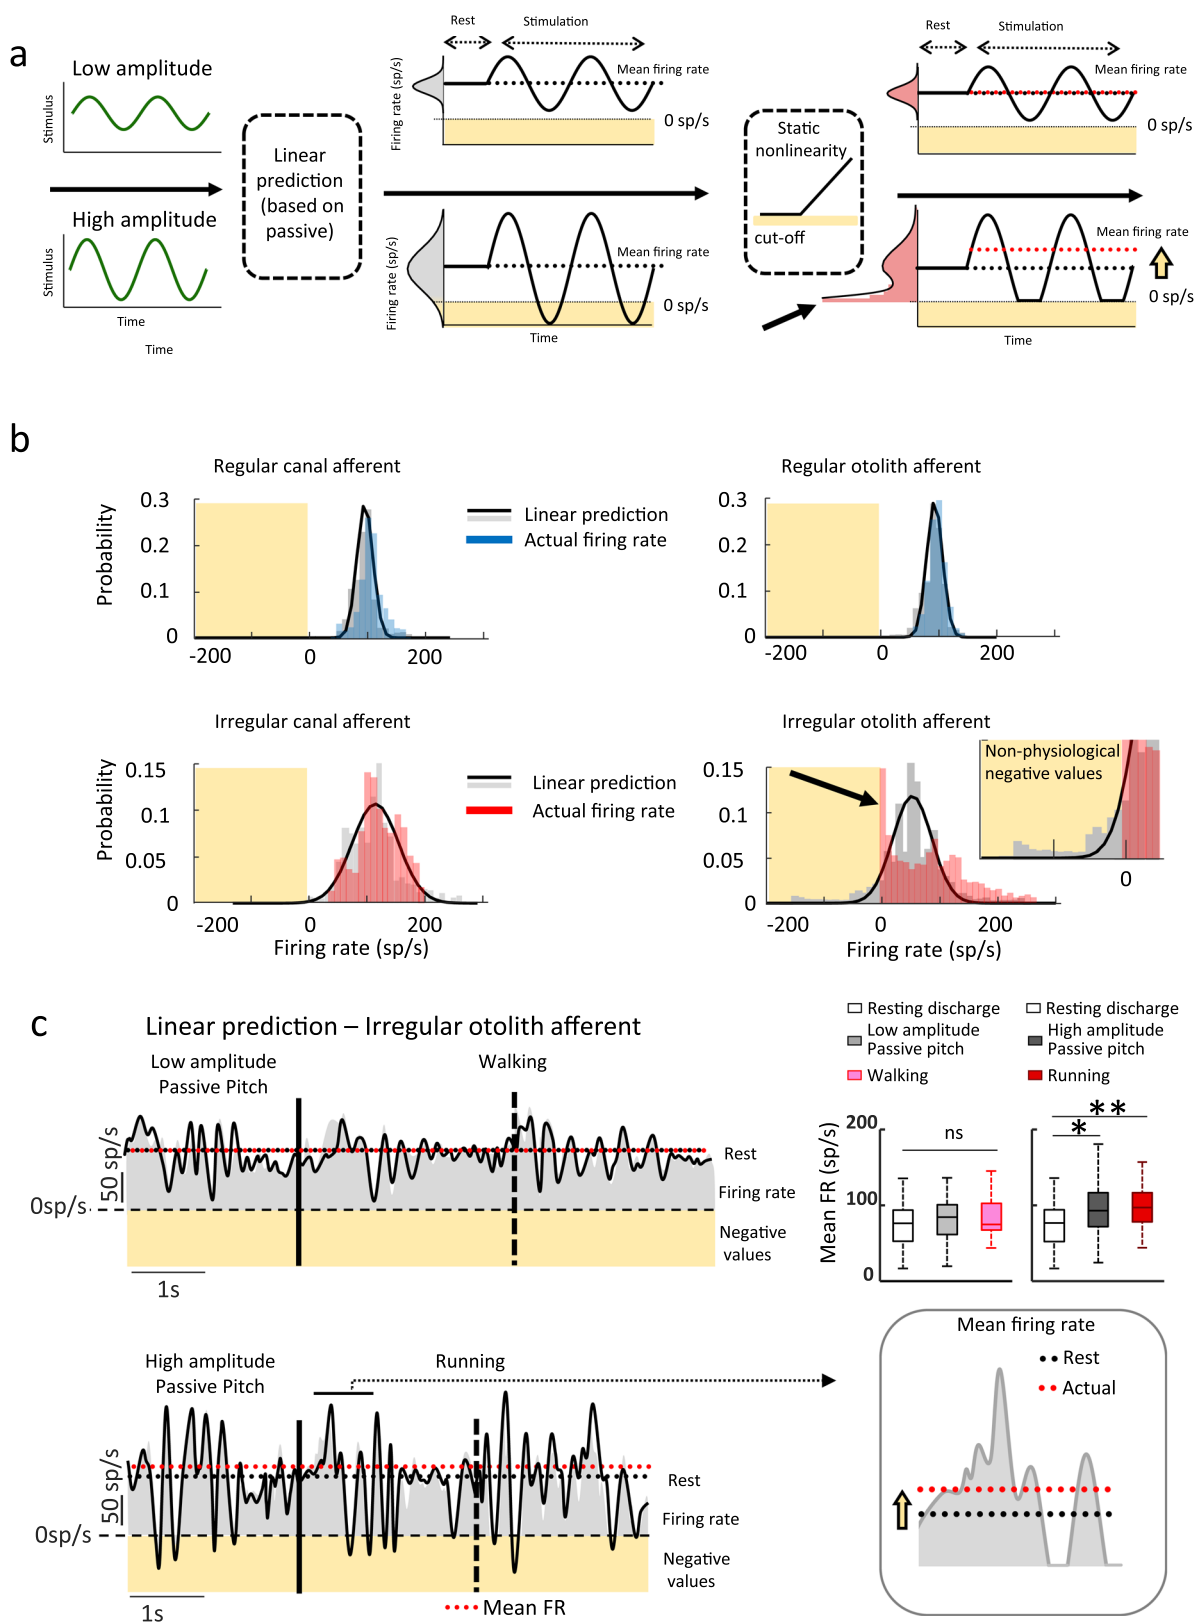 a
Low amplitude
Stimulus
High amplitude
Stimulus
Time
Time
Linear
prediction
(based on
passive)
Rest
Stimulation
Firing rate (sp/s)
Mean firing rate
0 sp/s
Firing rate (sp/s)
Mean firing rate
0 sp/s
Time
Static
nonlinearity
cut-off
Rest
Stimulation
Mean firing rate
0 sp/s
Mean firing rate
0 sp/s
Time
b
Regular canal afferent
Probability
0.3
0.2
0.1
0
-200
0
200
Linear prediction
Actual firing rate
Regular otolith afferent
0.3
0.2
0.1
0
-200
0
200
Irregular canal afferent
Probability
0.15
0.1
0.05
0
-200
0
200
Firing rate (sp/s)
Linear prediction
Actual firing rate
Irregular otolith afferent
0.15
0.1
0.05
0
-200
0
200
Firing rate (sp/s)
Non-physiological
negative values
0
c
Linear prediction – Irregular otolith afferent
Low amplitude
Passive Pitch
Walking
50 sp/s
0sp/s
Rest
Firing rate
Negative
values
1s
Resting discharge
Low amplitude
Passive pitch
Walking
Resting discharge
High amplitude
Passive pitch
Running
Mean FR (sp/s)
200
100
0
ns
*
**
High amplitude
Passive Pitch
Running
50 sp/s
0sp/s
Rest
Firing rate
Negative
values
1s
Mean FR
Mean firing rate
Rest
Actual